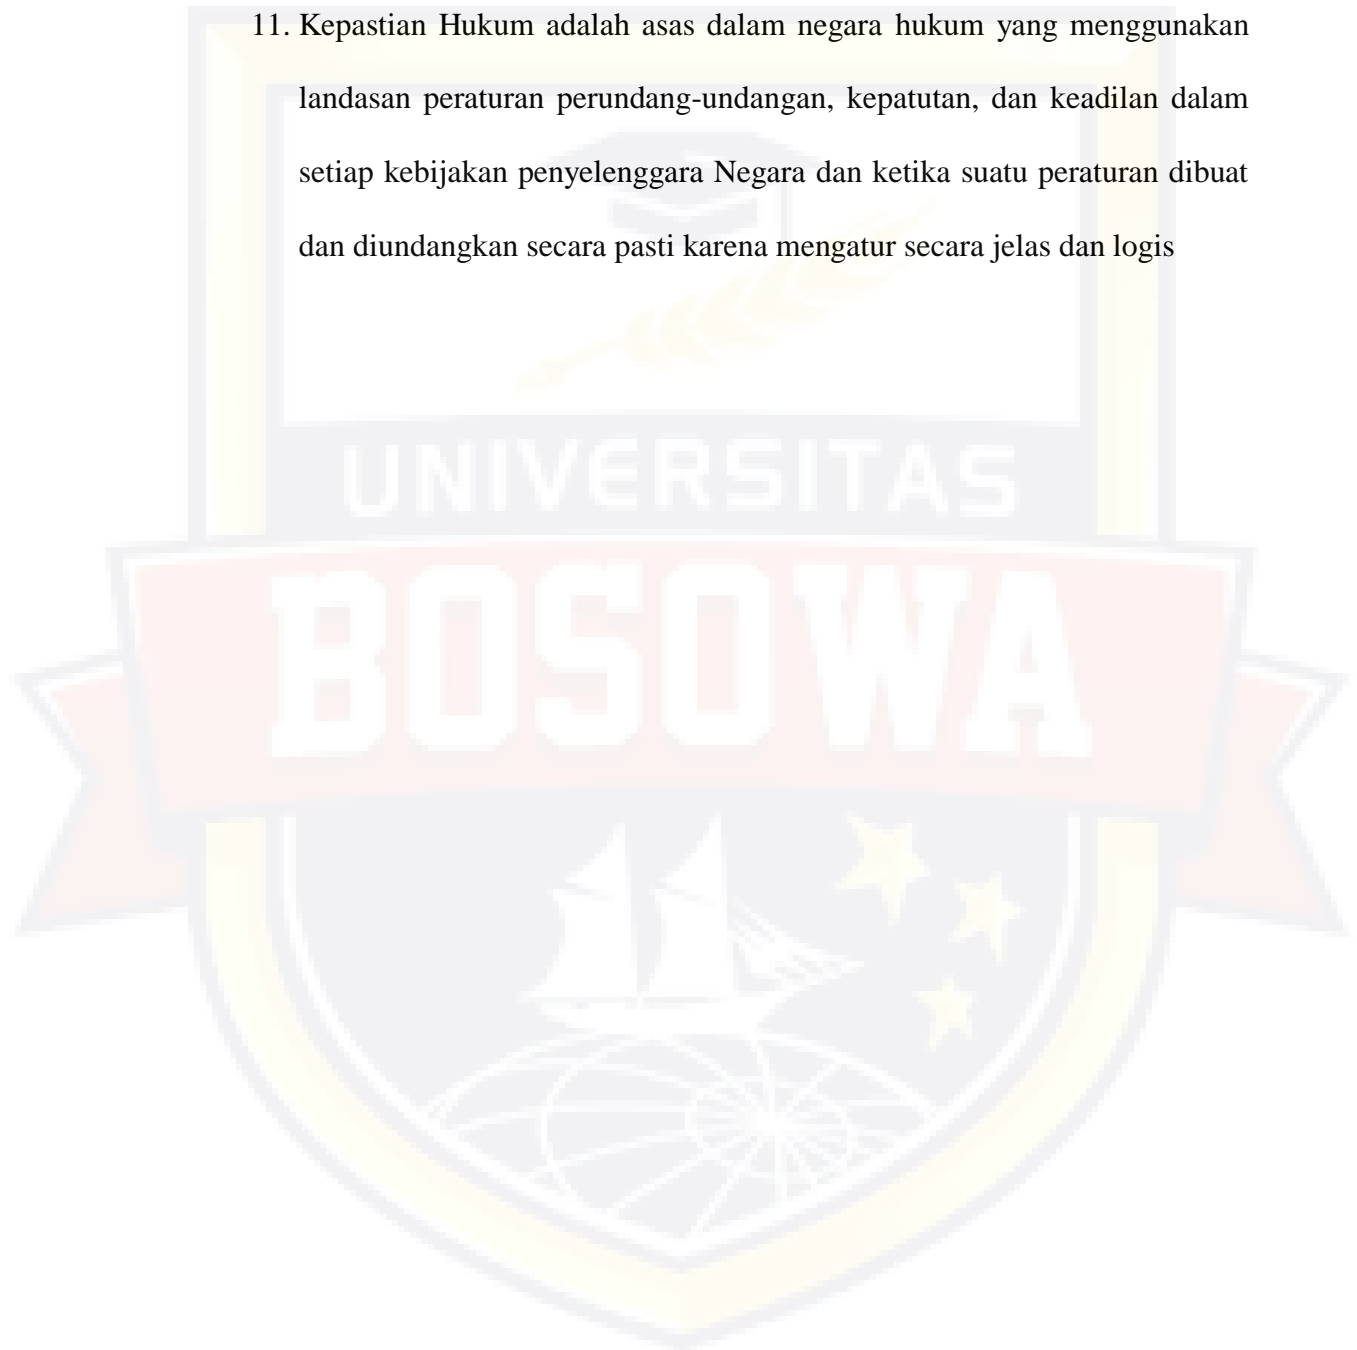 11. Kepastian Hukum adalah asas dalam negara hukum yang menggunakan
landasan peraturan perundang-undangan, kepatutan, dan keadilan dalam
setiap kebijakan penyelenggara Negara dan ketika suatu peraturan dibuat
dan diundangkan secara pasti karena mengatur secara jelas dan logis
UNIVERSITAS
BOSOWA